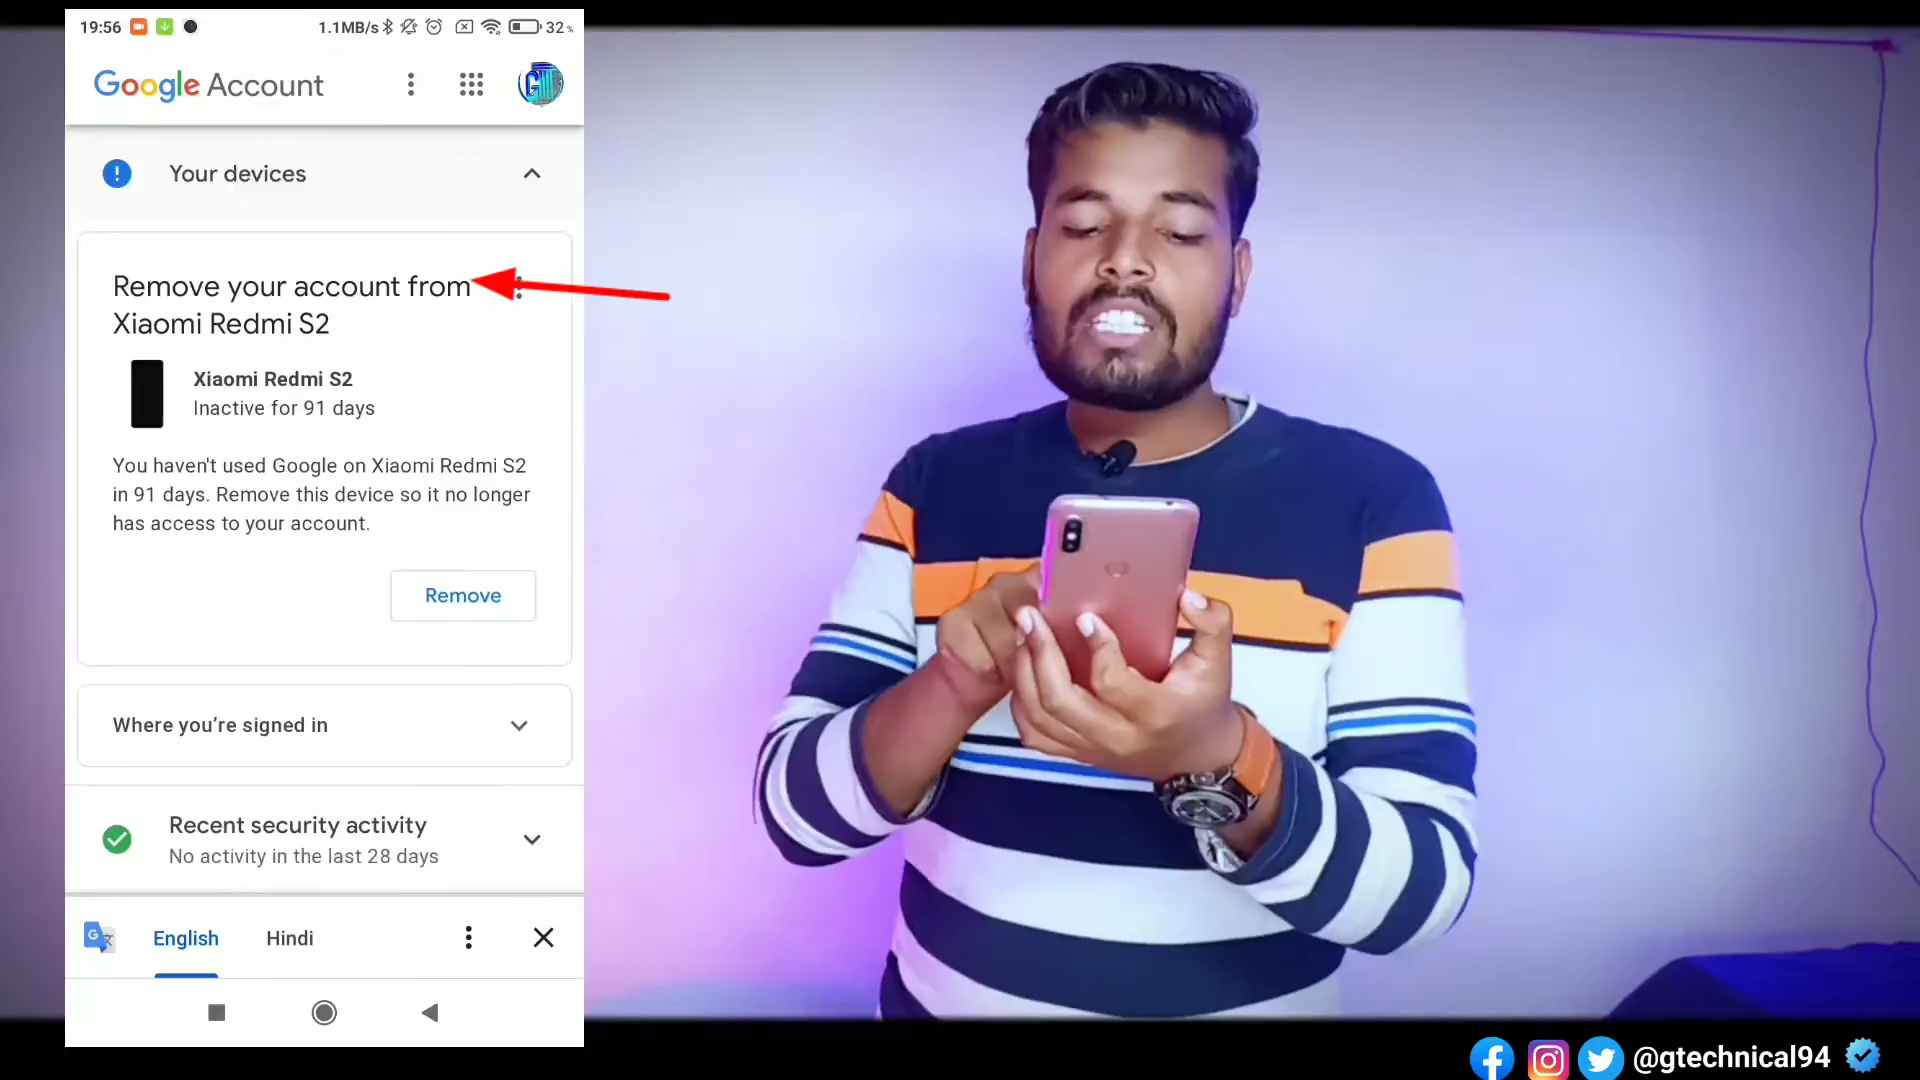 19:56
1.1MB/s
32%
Google Account
Your devices
Remove your account from
Xiaomi Redmi S2
Xiaomi Redmi S2
Inactive for 91 days
You haven't used Google on Xiaomi Redmi S2
in 91 days. Remove this device so it no longer
has access to your account.
Remove
Where you’re signed in
Recent security activity
No activity in the last 28 days
English
Hindi
@gtechnical94